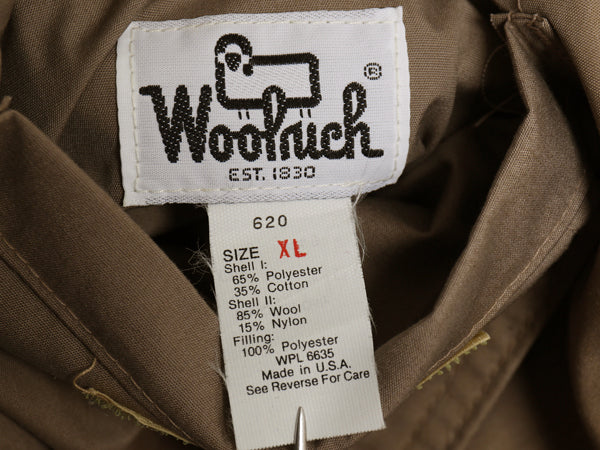 ®
Woolrich
EST. 1830
620
SIZE XL
Shell I:
65% Polyester
35% Cotton
Shell II:
85% Wool
15% Nylon
Filling:
100% Polyester
WPL 6635
Made in U.S.A.
See Reverse For Care